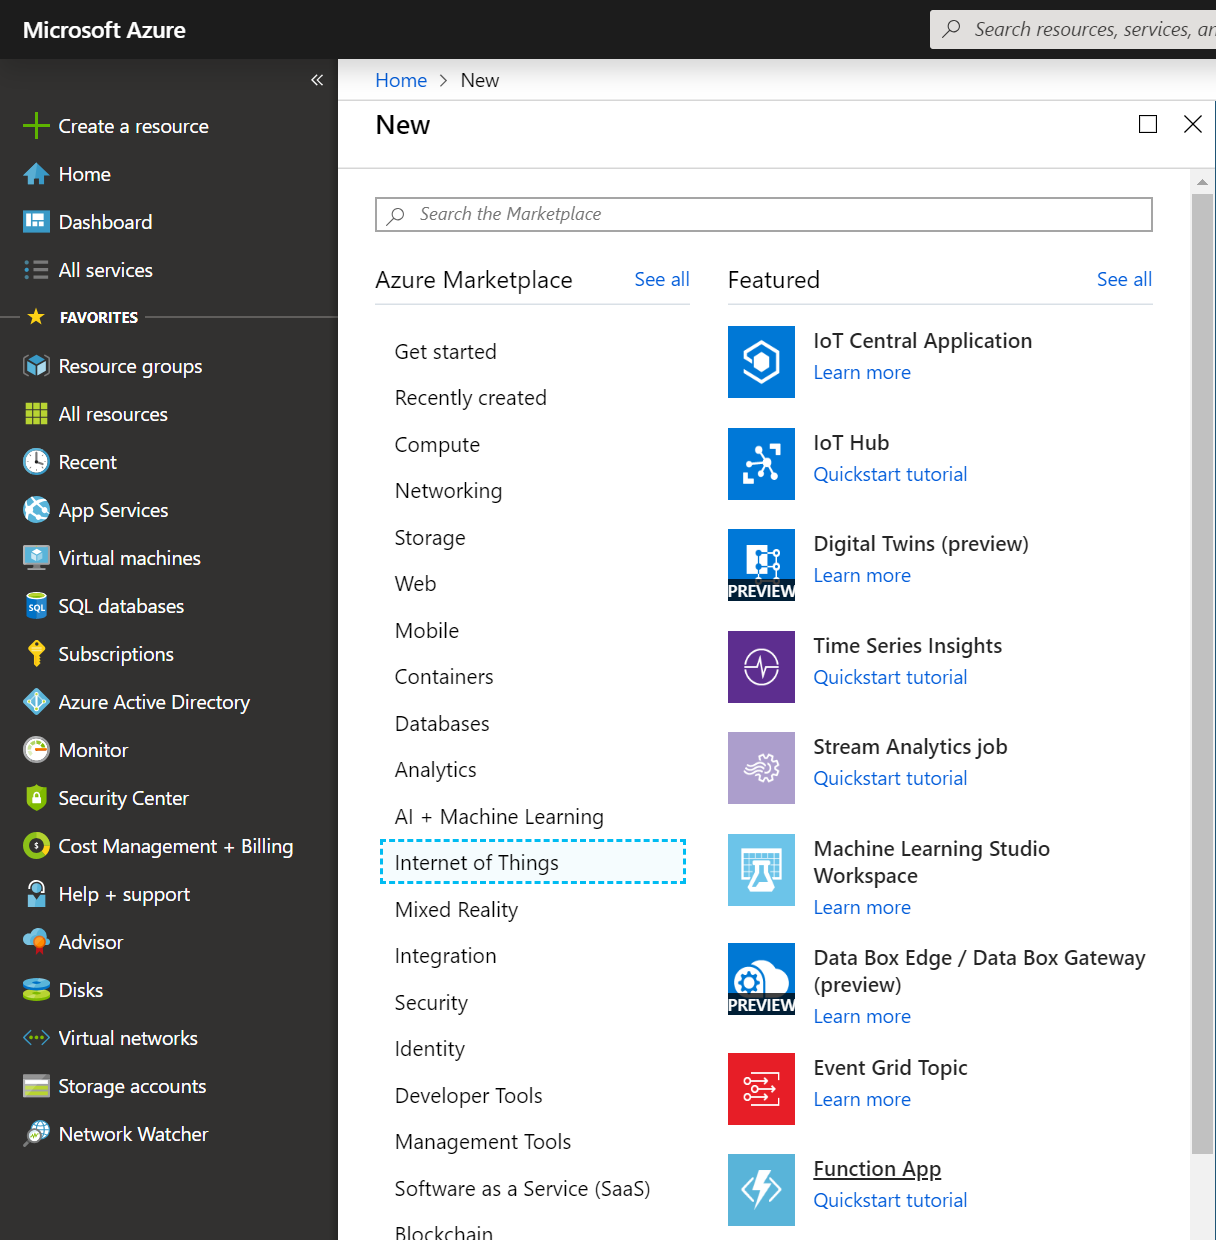 Microsoft Azure
Search resources, services, an
Create a resource
Home
Dashboard
All services
FAVORITES
Resource groups
All resources
Recent
App Services
Virtual machines
SQL
SQL databases
Subscriptions
Azure Active Directory
Monitor
Security Center
$
Cost Management + Billing
Help + support
Advisor
Disks
Virtual networks
Storage accounts
Network Watcher
Home > New
New
Search the Marketplace
Azure Marketplace
See all
Get started
Recently created
Compute
Networking
Storage
Web
Mobile
Containers
Databases
Analytics
AI + Machine Learning
Internet of Things
Mixed Reality
Integration
Security
Identity
Developer Tools
Management Tools
Software as a Service (SaaS)
Blockchain
Featured
See all
IoT Central Application
Learn more
IoT Hub
Quickstart tutorial
PREVIEW
Digital Twins (preview)
Learn more
Time Series Insights
Quickstart tutorial
Stream Analytics job
Quickstart tutorial
Machine Learning Studio
Workspace
Learn more
PREVIEW
Data Box Edge / Data Box Gateway
(preview)
Learn more
Event Grid Topic
Learn more
Function App
Quickstart tutorial